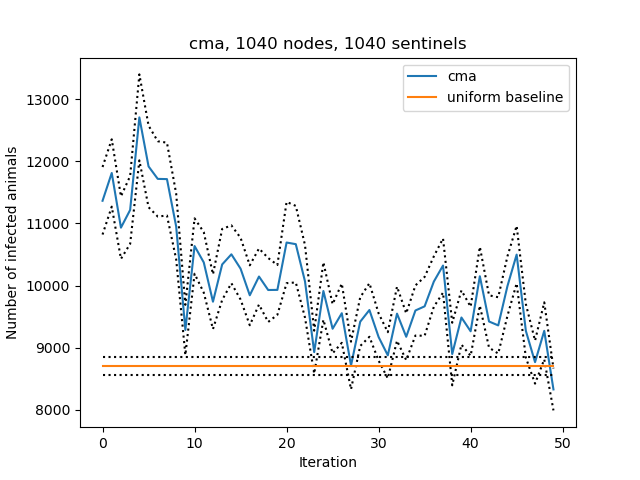 cma, 1040 nodes, 1040 sentinels
cma
uniform baseline
13000
12000
11000
10000
9000
8000
Number of infected animals
0 10 20 30 40 50
Iteration